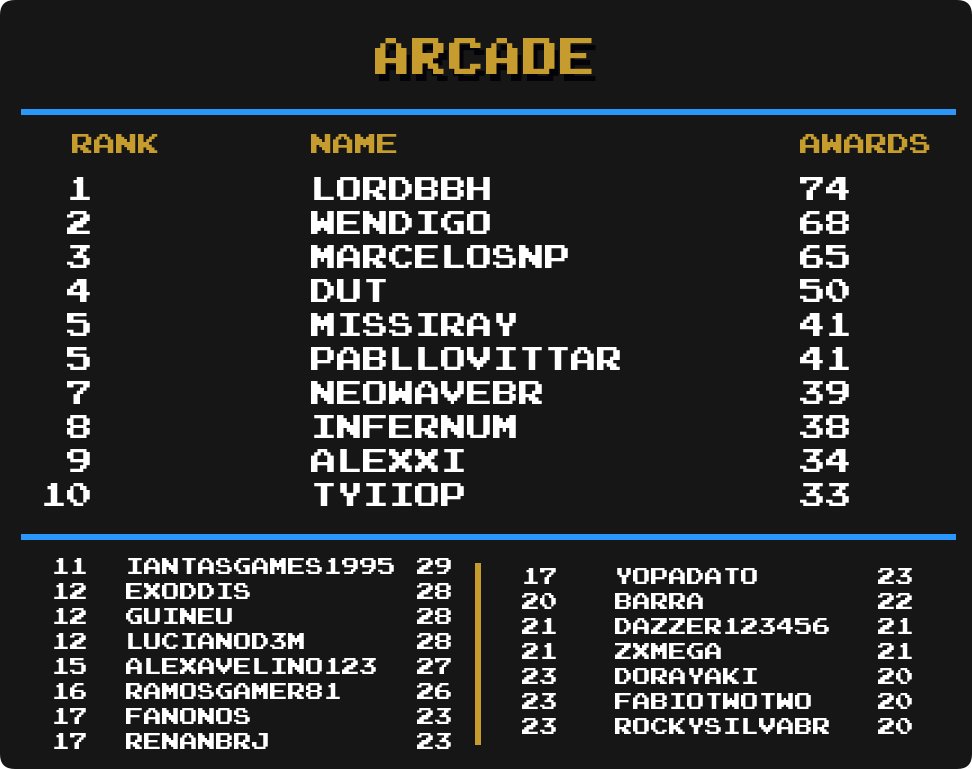 ARCADE
RANK NAME AWARDS
1 LORDBBH 74
2 WENDIGO 68
3 MARCELOSNP 65
4 DUT 50
5 MISSIRAY 41
5 PABLLOVITTAR 41
7 NEOWAVEBR 39
8 INFERNUM 38
9 ALEXXI 34
10 TYIIOP 33
11 IANTASGAMES1995 29
12 EXODDIS 28
12 GUINEU 28
12 LUCIANOD3M 28
15 ALEXAVELINO123 27
16 RAMOSGAMER81 26
17 FANONOS 23
17 RENANBRJ 23
17 YOPADATO 23
20 BARRA 22
21 DAZZER123456 21
21 ZXMEGA 21
23 DORAYAKI 20
23 FABIOTWOTWO 20
23 ROCKYSILVABR 20